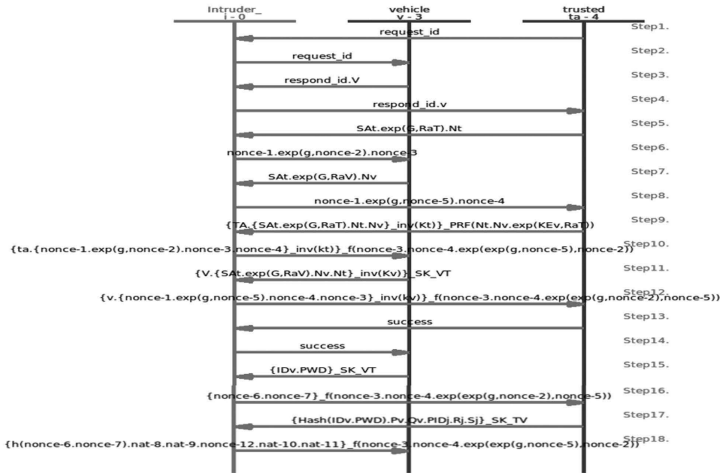 Intruder_ vehicle trusted
i - 0 v - 3 ta - 4
Step1.
request_id
Step2.
request_id
Step3.
respond_id.V
Step4.
respond_id.v
Step5.
SAt.exp(G,RaT).Nt
Step6.
nonce-1.exp(g,nonce-2).nonce-3
Step7.
SAt.exp(G,RaV).Nv
Step8.
nonce-1.exp(g,nonce-5).nonce-4
Step9.
{TA.{SAt.exp(G,RaT).Nt.Nv}_inv(Kt)}_PRF(Nt.Nv.exp(KEv,RaT))
Step10.
{ta.{nonce-1.exp(g,nonce-2).nonce-3.nonce-4}_inv(kt)}_f(nonce-3.nonce-4.exp(exp(g,nonce-5),nonce-2))
Step11.
{V.{SAt.exp(G,RaV).Nv.Nt}_inv(Kv)}_SK_VT
Step12.
{v.{nonce-1.exp(g,nonce-5).nonce-4.nonce-3}_inv(kv)}_f(nonce-3.nonce-4.exp(exp(g,nonce-2),nonce-5))
Step13.
success
Step14.
success
Step15.
{IDv.PWD}_SK_VT
Step16.
{nonce-6.nonce-7}_f(nonce-3.nonce-4.exp(exp(g,nonce-2),nonce-5))
Step17.
{Hash(IDv.PWD).Pv.Qv.PIDj.Rj.Sj}_SK_TV
Step18.
{h(nonce-6.nonce-7).nat-8.nat-9.nonce-12.nat-10.nat-11}_f(nonce-3.nonce-4.exp(exp(g,nonce-5),nonce-2))